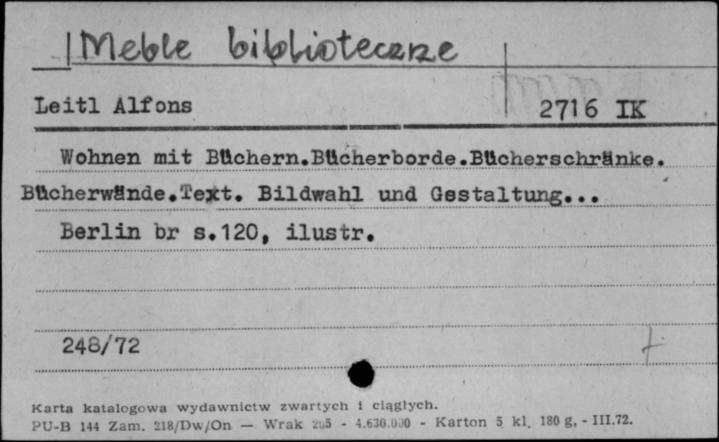 Meble biblioteczne
Leitl Alfons 2716 IK
Wohnen mit Büchern.Bücherborde.Bücherschränke.
Bücherwände.Text. Bildwahl und Gestaltung...
Berlin br s.120, ilustr.
248/72
Karta katalogowa wydawnictw zwartych i ciągłych.
PU-B 144 Zam. 218/Dw/On — Wrak 205 - 4.630.000 - Karton 5 kl. 180 g. - III.72.